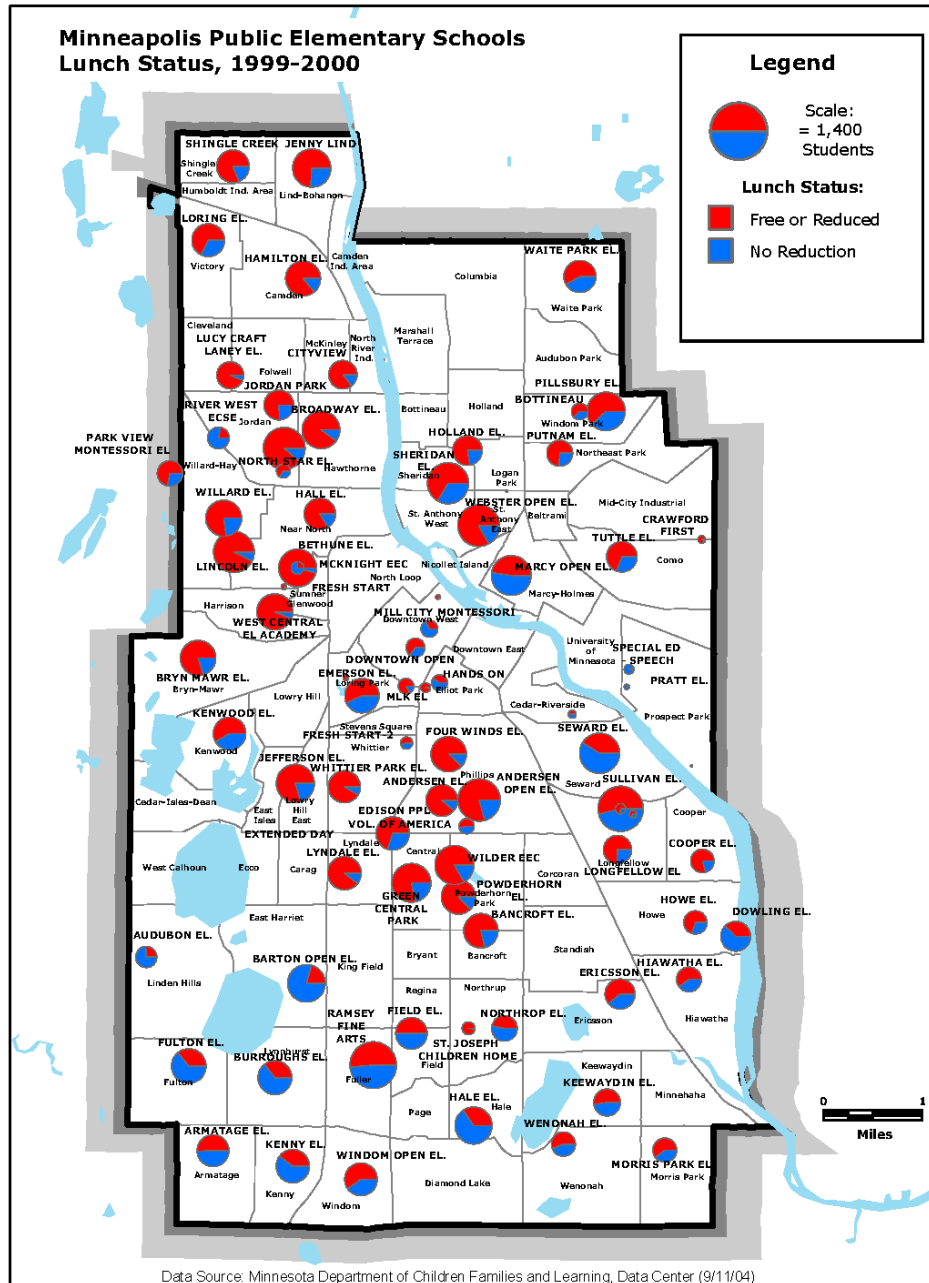 Minneapolis Public Elementary Schools
Lunch Status, 1999-2000
Legend
Scale:
= 1,400
Students
Lunch Status:
Free or Reduced
No Reduction
SHINGLE CREEK
JENNY LIND
Shingle
Creek
Humboldt Ind. Area
Lind-Bohanon
LORING EL.
Victory
HAMILTON EL.
Camden
Camden
Ind. Area
Columbia
WAITE PARK EL.
Waite Park
Cleveland
LUCY CRAFT
LANEY EL.
Folwell
McKinley
CITYVIEW
North
River
Ind.
Marshall
Terrace
Audubon Park
JORDAN PARK
RIVER WEST
ECSE
Jordan
BROADWAY EL.
Bottineau
Holland
PILLSBURY EL.
BOTTINEAU
Windom Park
PARK VIEW
MONTESSORI EL
Willard-Hay
NORTH STAR EL.
Hawthorne
HOLLAND EL.
SHERIDAN
EL.
Sheridan
Logan
Park
PUTNAM EL.
Northeast Park
WILLARD EL.
HALL EL.
Near North
St. Anthony
West
WEBSTER OPEN EL.
St.
Anthony
East
Beltrami
Mid-City Industrial
CRAWFORD
FIRST
TUTTLE EL.
Como
LINCOLN EL.
BETHUNE EL.
MCKNIGHT EEC
FRESH START
Sumner
Glenwood
North Loop
Nicollet Island
MARCY OPEN EL.
Marcy-Holmes
Harrison
WEST CENTRAL
EL ACADEMY
MILL CITY MONTESSORI
Downtown West
Downtown East
University
of
Minnesota
SPECIAL ED
SPEECH
PRATT EL.
Prospect Park
BRYN MAWR EL.
Bryn-Mawr
Lowry Hill
DOWNTOWN OPEN
EMERSON EL.
Loring Park
MLK EL
HANDS ON
Elliot Park
Cedar-Riverside
KENWOOD EL.
Kenwood
Stevens Square
FRESH START-2
Whittier
FOUR WINDS EL.
SEWARD EL.
Seward
SULLIVAN EL.
JEFFERSON EL.
WHITTIER PARK EL.
ANDERSEN EL.
Phillips
ANDERSEN
OPEN EL.
Cedar-Isles-Dean
East
Isles
Lowry
Hill
East
EDISON PPL
VOL. OF AMERICA
Cooper
EXTENDED DAY
Lyndale
LYNDALE EL.
Central
WILDER EEC
Corcoran
Longfellow
LONGFELLOW EL
COOPER EL.
West Calhoun
Ecco
Carag
GREEN
CENTRAL
PARK
POWDERHORN
EL.
Powderhorn
Park
BANCROFT EL.
Bancroft
HOWE EL.
Howe
DOWLING EL.
East Harriet
AUDUBON EL.
Linden Hills
BARTON OPEN EL.
King Field
Bryant
Standish
ERICSSON EL.
Ericsson
HIAWATHA EL.
Hiawatha
Regina
Northrup
RAMSEY
FINE
ARTS
Fuller
FIELD EL.
NORTHROP EL.
ST. JOSEPH
CHILDREN HOME
Field
FULTON EL.
Fulton
Lynnhurst
BURROUGHS EL.
Keewaydin
KEEWAYDIN EL.
Minnehaha
Page
HALE EL.
Hale
WENONAH EL.
Wenonah
ARMATAGE EL.
Armatage
KENNY EL.
Kenny
WINDOM OPEN EL.
Windom
Diamond Lake
MORRIS PARK EL
Morris Park
0 1
Miles
Data Source: Minnesota Department of Children Families and Learning, Data Center (9/11/04)